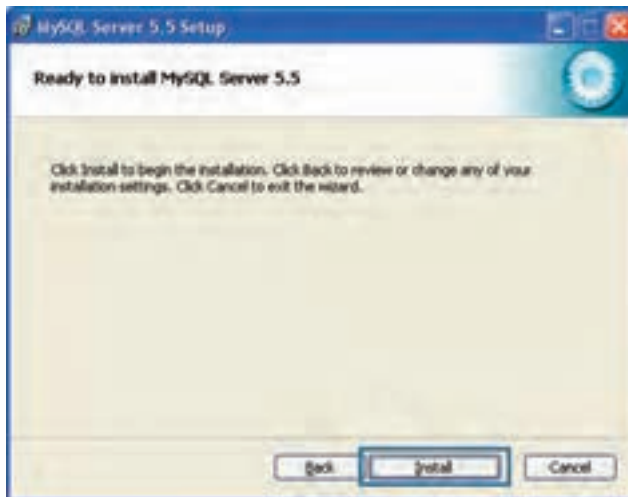 MySQL Server 5.5 Setup
Ready to install MySQL Server 5.5
Click Install to begin the installation. Click Back to review or change any of your
installation settings. Click Cancel to exit the wizard.
Back
Install
Cancel